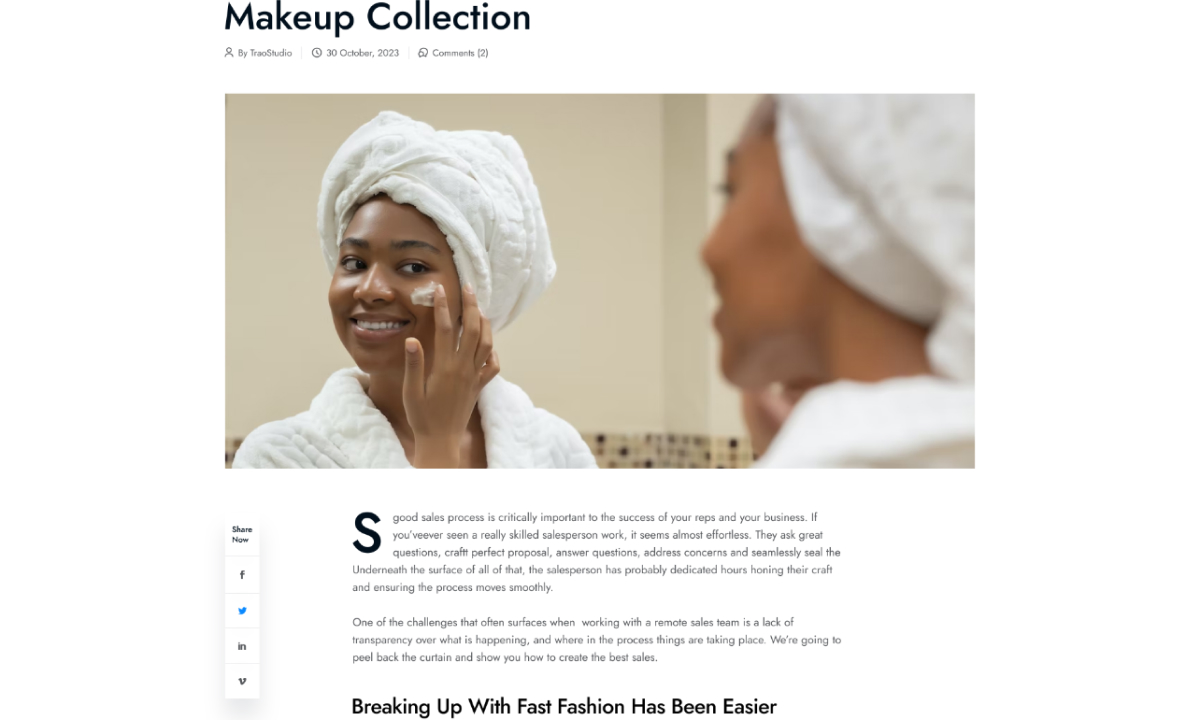 Makeup Collection
By TraoStudio
30 October, 2023
Comments (2)
Share
Now
S good sales process is critically important to the success of your reps and your business. If
you'veever seen a really skilled salesperson work, it seems almost effortless. They ask great
questions, craftt perfect proposal, answer questions, address concerns and seamlessly seal the
Underneath the surface of all of that, the salesperson has probably dedicated hours honing their craft
and ensuring the process moves smoothly.
One of the challenges that often surfaces when  working with a remote sales team is a lack of
transparency over what is happening, and where in the process things are taking place. We're going to
peel back the curtain and show you how to create the best sales.
Breaking Up With Fast Fashion Has Been Easier